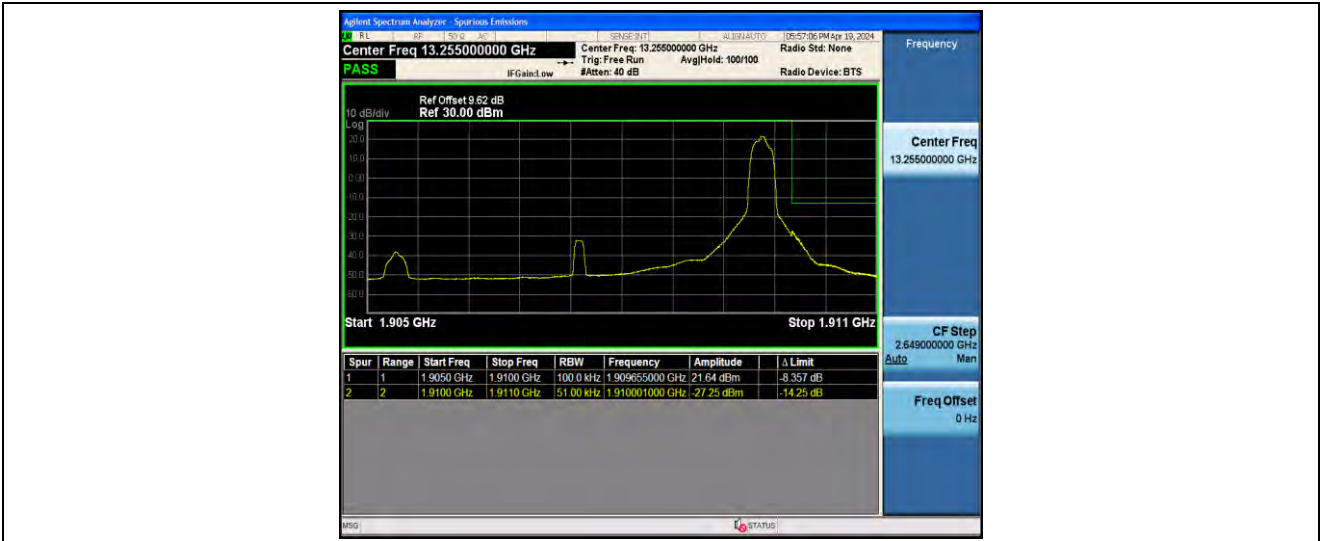 Agilent Spectrum Analyzer - Spurious Emissions
RL RF 50 Ω AC SENSE:INT ALIGNAUTO 05:57:06 PM Apr 19, 2024
Center Freq 13.255000000 GHz
Center Freq: 13.255000000 GHz Radio Std: None
Trig: Free Run Avg|Hold: 100/100
PASS IFGain:Low #Atten: 40 dB Radio Device: BTS
Frequency
Ref Offset 9.62 dB
10 dB/div Ref 30.00 dBm
Log
20.0
10.0
0.00
-10.0
-20.0
-30.0
-40.0
-50.0
-60.0
Start 1.905 GHz Stop 1.911 GHz
Spur Range Start Freq Stop Freq RBW Frequency Amplitude Δ Limit
1 1 1.9050 GHz 1.9100 GHz 100.0 kHz 1.909655000 GHz 21.64 dBm -8.357 dB
2 2 1.9100 GHz 1.9110 GHz 51.00 kHz 1.910001000 GHz -27.25 dBm -14.25 dB
Center Freq
13.255000000 GHz
CF Step
2.649000000 GHz
Auto Man
Freq Offset
0 Hz
MSG STATUS